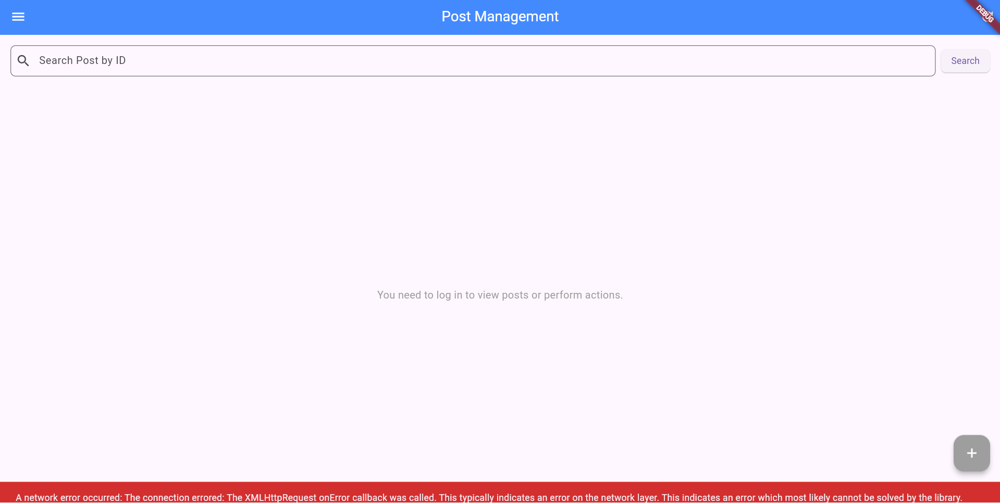 Post Management
DEBUG
Search Post by ID
Search
You need to log in to view posts or perform actions.
A network error occurred: The connection errored: The XMLHttpRequest onError callback was called. This typically indicates an error on the network layer. This indicates an error which most likely cannot be solved by the library.